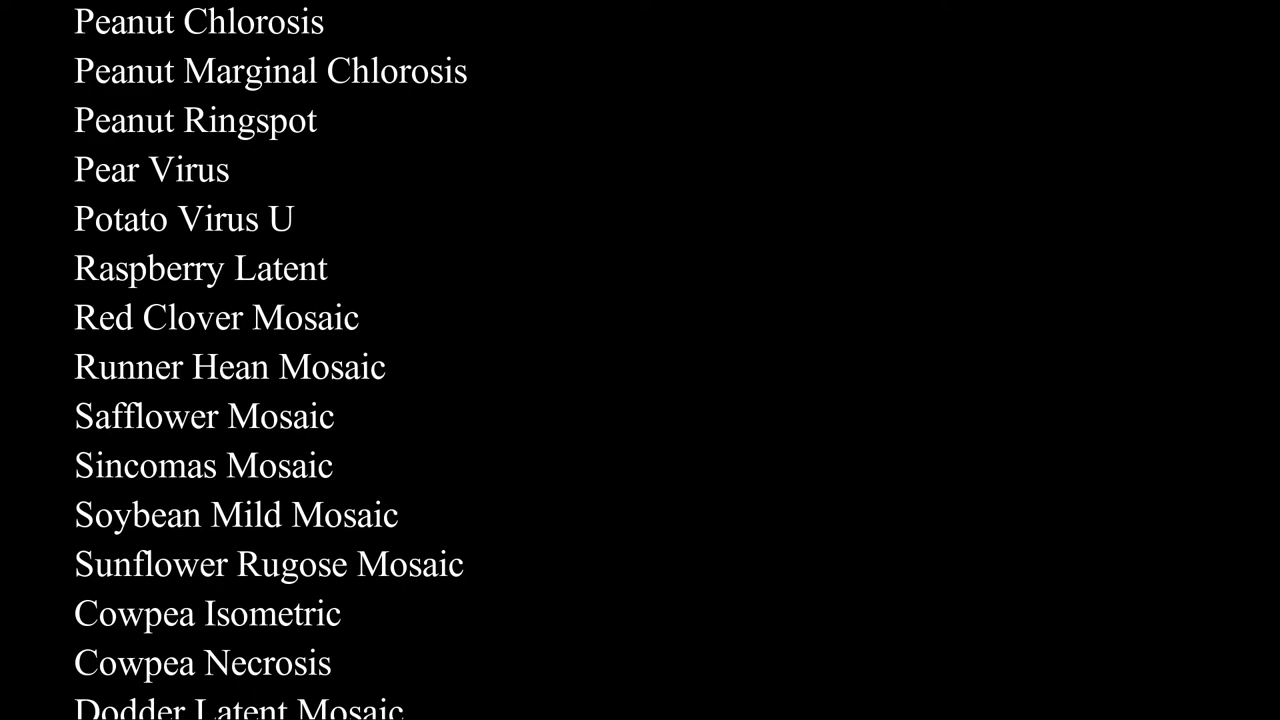 Peanut Chlorosis
Peanut Marginal Chlorosis
Peanut Ringspot
Pear Virus
Potato Virus U
Raspberry Latent
Red Clover Mosaic
Runner Hean Mosaic
Safflower Mosaic
Sincomas Mosaic
Soybean Mild Mosaic
Sunflower Rugose Mosaic
Cowpea Isometric
Cowpea Necrosis
Dodder Latent Mosaic